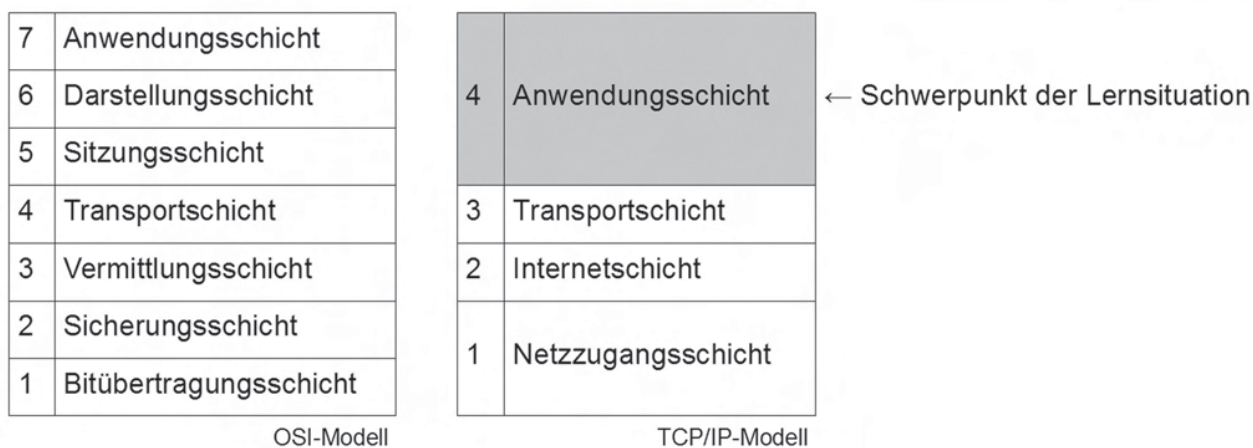 7 Anwendungsschicht
6 Darstellungsschicht
5 Sitzungsschicht
4 Transportschicht
3 Vermittlungsschicht
2 Sicherungsschicht
1 Bitübertragungsschicht
OSI-Modell
4 Anwendungsschicht ← Schwerpunkt der Lernsituation
3 Transportschicht
2 Internetschicht
1 Netzzugangsschicht
TCP/IP-Modell